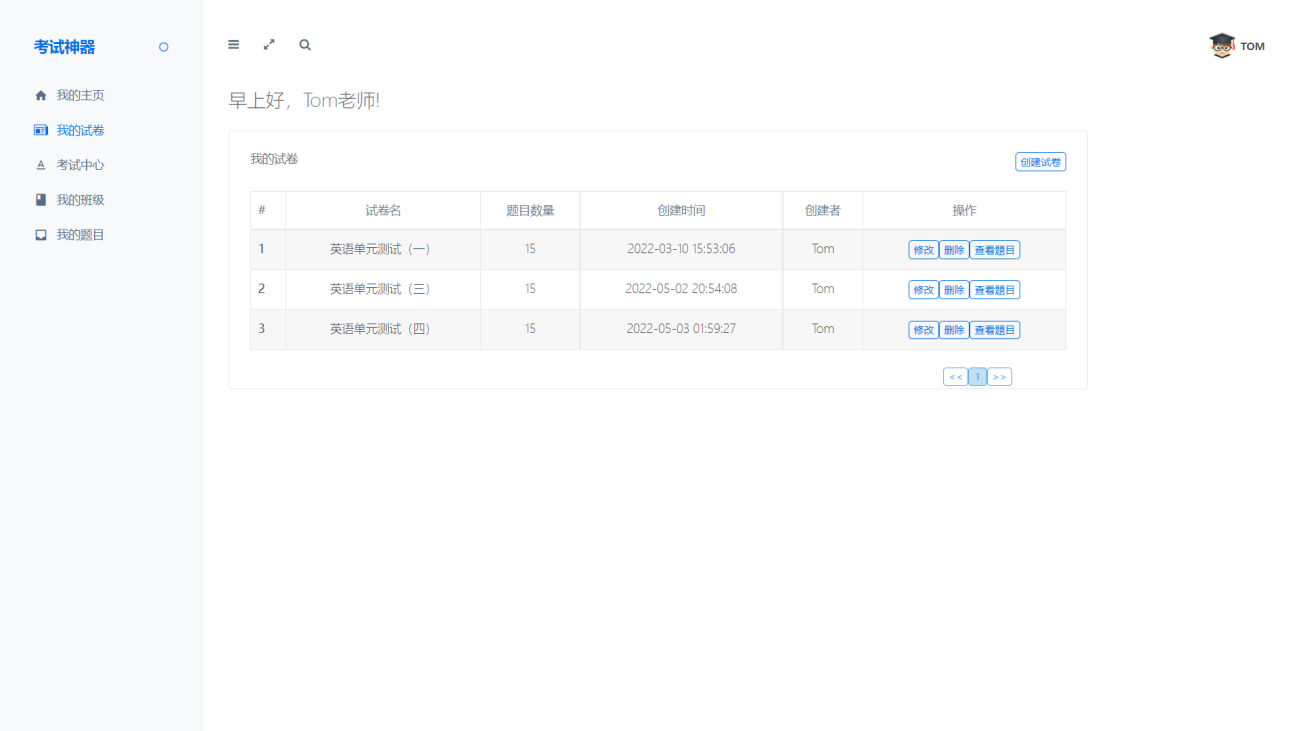 考试神器
我的主页
我的试卷
考试中心
我的班级
我的题目
TOM
早上好，Tom老师!
我的试卷
创建试卷
# 试卷名 题目数量 创建时间 创建者 操作
1 英语单元测试（一） 15 2022-03-10 15:53:06 Tom 修改 删除 查看题目
2 英语单元测试（三） 15 2022-05-02 20:54:08 Tom 修改 删除 查看题目
3 英语单元测试（四） 15 2022-05-03 01:59:27 Tom 修改 删除 查看题目
<< 1 >>